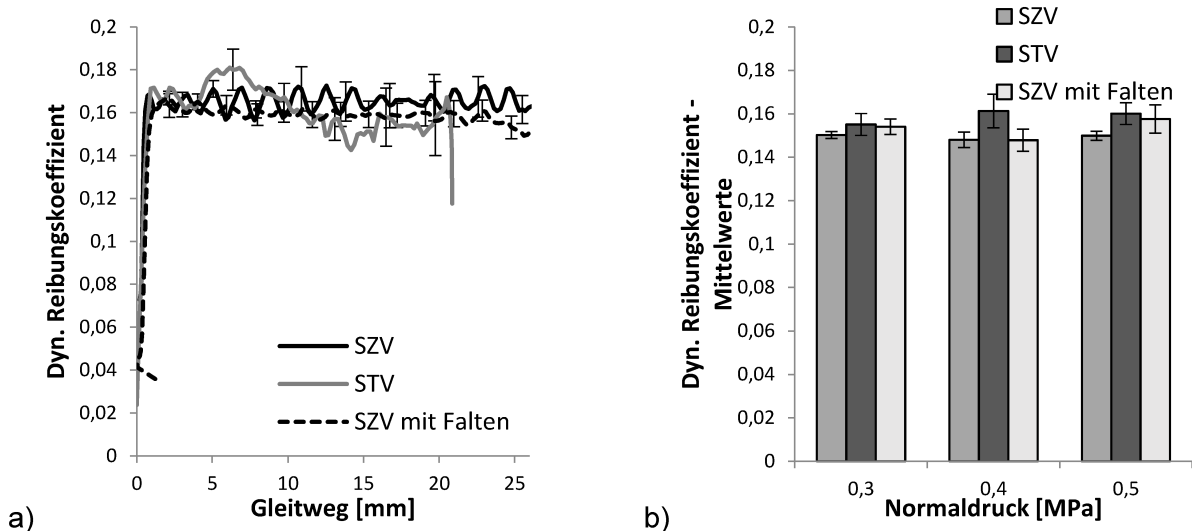 0,2
0,18
0,16
0,14
0,12
0,1
0,08
0,06
0,04
0,02
0
Dyn. Reibungskoeffizient
0 5 10 15 20 25
Gleitweg [mm]
SZV
STV
SZV mit Falten
a)
0,2
0,18
0,16
0,14
0,12
0,1
0,08
0,06
0,04
0,02
0
Dyn. Reibungskoeffizient -
Mittelwerte
SZV
STV
SZV mit Falten
0,3 0,4 0,5
Normaldruck [MPa]
b)